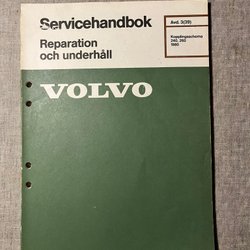 Servicehandbok
Reparation
och underhåll
Avd. 3(39)
Kopplingsschema
240, 260
1980
VOLVO